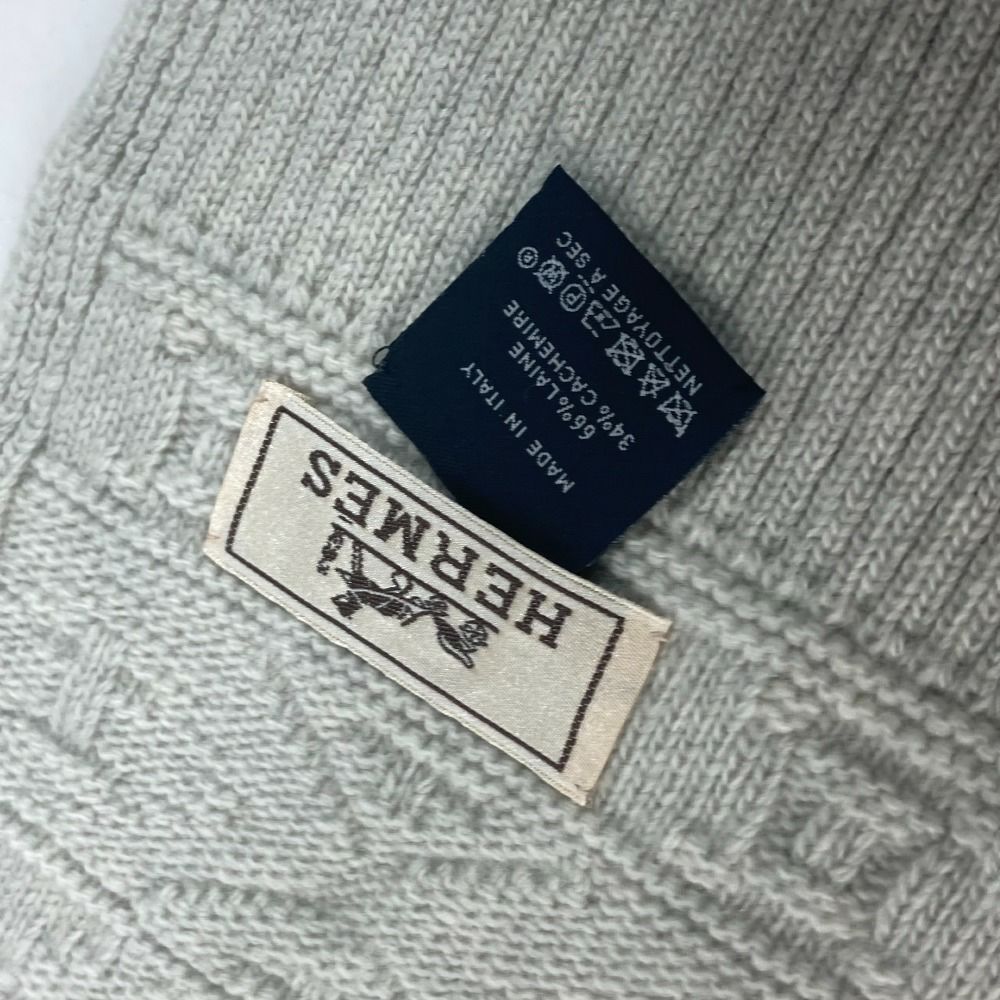 HERMES
MADE IN ITALY
66% LAINE
34% CACHEMIRE
P W
NETTOYAGE À SEC